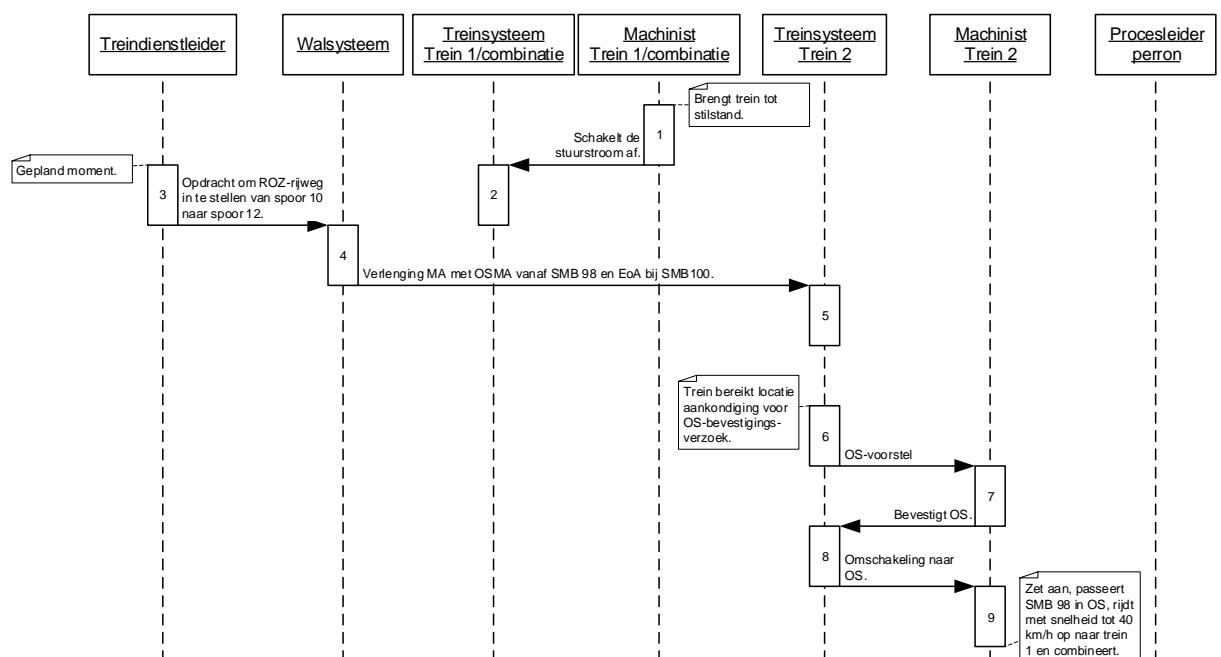 Treindienstleider
Walsysteem
Treinsysteem
Trein 1/combinatie
Machinist
Trein 1/combinatie
Treinsysteem
Trein 2
Machinist
Trein 2
Procesleider
perron
Brengt trein tot
stilstand.
1
Schakelt de
stuurstroom af.
Gepland moment.
3
Opdracht om ROZ-rijweg
in te stellen van spoor 10
naar spoor 12.
2
4
Verlenging MA met OSMA vanaf SMB 98 en EoA bij SMB100.
5
Trein bereikt locatie
aankondiging voor
OS-bevestigings-
verzoek.
6
OS-voorstel
7
Bevestigt OS.
8
Omschakeling naar
OS.
9
Zet aan, passeert
SMB 98 in OS, rijdt
met snelheid tot 40
km/h op naar trein
1 en combineert.